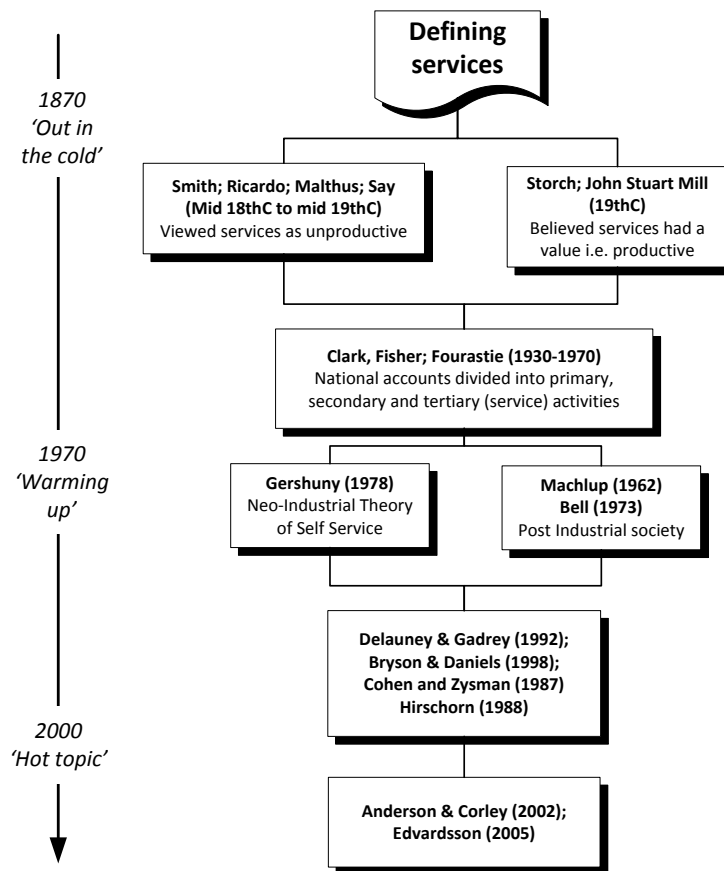 Defining
services
1870
‘Out in
the cold’
Smith; Ricardo; Malthus; Say
(Mid 18thC to mid 19thC)
Viewed services as unproductive
Storch; John Stuart Mill
(19thC)
Believed services had a
value i.e. productive
Clark, Fisher; Fourastie (1930-1970)
National accounts divided into primary,
secondary and tertiary (service) activities
1970
‘Warming
up’
Gershuny (1978)
Neo-Industrial Theory
of Self Service
Machlup (1962)
Bell (1973)
Post Industrial society
Delauney & Gadrey (1992);
Bryson & Daniels (1998);
Cohen and Zysman (1987)
Hirschorn (1988)
2000
‘Hot topic’
Anderson & Corley (2002);
Edvardsson (2005)